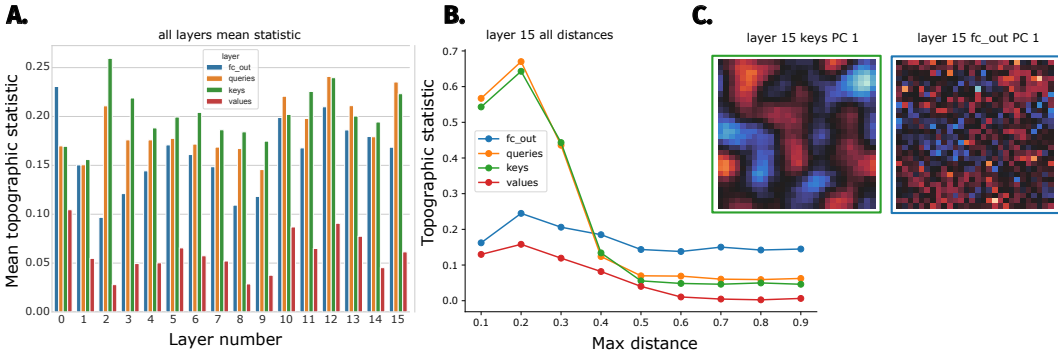 A.
all layers mean statistic
Mean topographic statistic
0.25
0.20
0.15
0.10
0.05
0.00
layer
fc_out
queries
keys
values
0 1 2 3 4 5 6 7 8 9 10 11 12 13 14 15
Layer number
B.
layer 15 all distances
Topographic statistic
0.7
0.6
0.5
0.4
0.3
0.2
0.1
0.0
fc_out
queries
keys
values
0.1 0.2 0.3 0.4 0.5 0.6 0.7 0.8 0.9
Max distance
C.
layer 15 keys PC 1
layer 15 fc_out PC 1